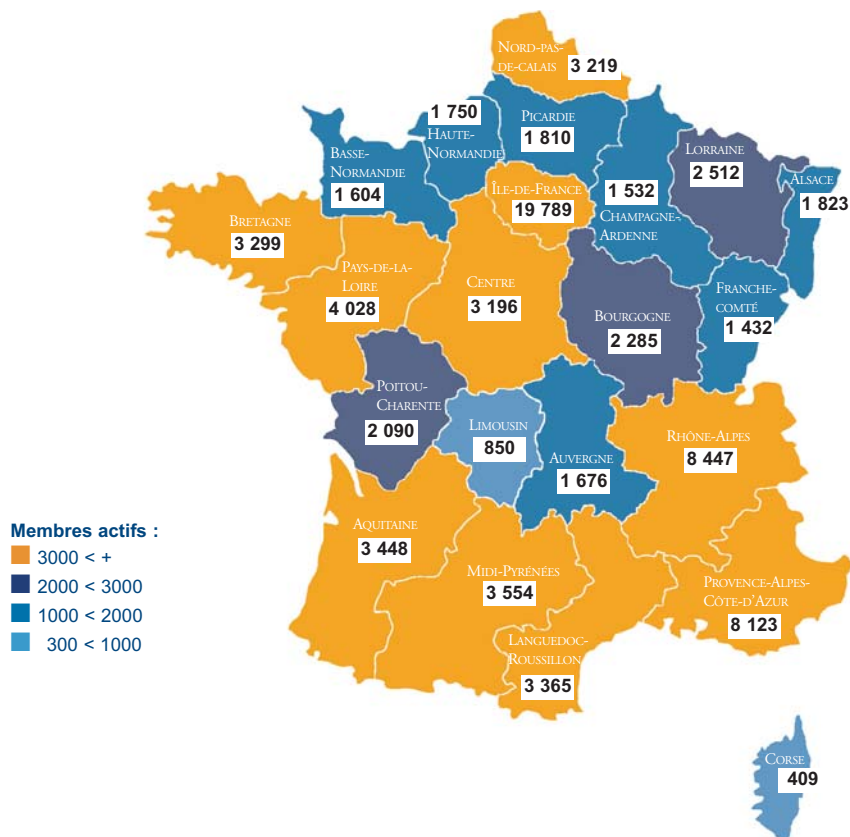 NORD-PAS-
DE-CALAIS 3 219
1 750
HAUTE-
NORMANDIE
PICARDIE
1 810
BASSE-
NORMANDIE
1 604
LORRAINE
2 512
ALSACE
1 823
ÎLE-DE-FRANCE
19 789
1 532
CHAMPAGNE-
ARDENNE
BRETAGNE
3 299
PAYS-DE-LA-
LOIRE
4 028
CENTRE
3 196
BOURGOGNE
2 285
FRANCHE-
COMTÉ
1 432
POITOU-
CHARENTE
2 090
LIMOUSIN
850
AUVERGNE
1 676
RHÔNE-ALPES
8 447
AQUITAINE
3 448
MIDI-PYRÉNÉES
3 554
PROVENCE-ALPES-
CÔTE-D'AZUR
8 123
LANGUEDOC-
ROUSSILLON
3 365
CORSE
409
Membres actifs :
3000 < +
2000 < 3000
1000 < 2000
300 < 1000